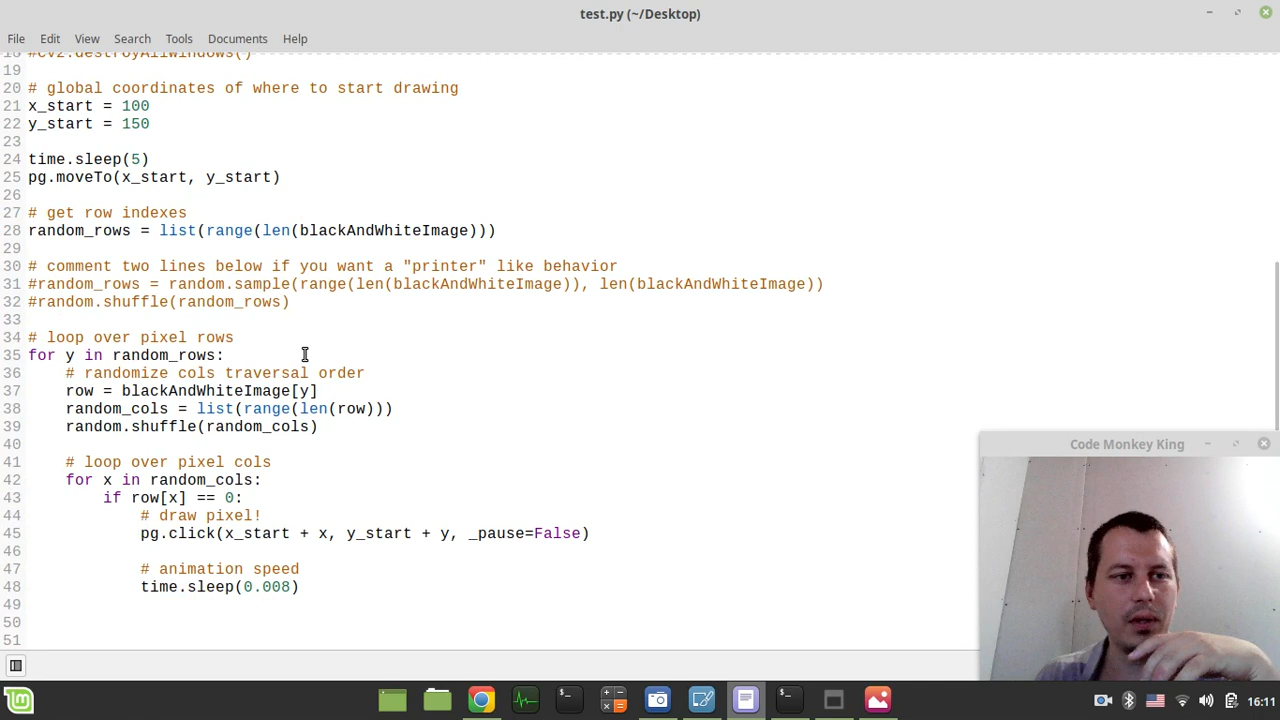 test.py (~/Desktop)
File Edit View Search Tools Documents Help
18 #cv2.destroyAllWindows()
19
20 # global coordinates of where to start drawing
21 x_start = 100
22 y_start = 150
23
24 time.sleep(5)
25 pg.moveTo(x_start, y_start)
26
27 # get row indexes
28 random_rows = list(range(len(blackAndWhiteImage)))
29
30 # comment two lines below if you want a "printer" like behavior
31 #random_rows = random.sample(range(len(blackAndWhiteImage)), len(blackAndWhiteImage))
32 #random.shuffle(random_rows)
33
34 # loop over pixel rows
35 for y in random_rows:
36 # randomize cols traversal order
37 row = blackAndWhiteImage[y]
38 random_cols = list(range(len(row)))
39 random.shuffle(random_cols)
40
41 # loop over pixel cols
42 for x in random_cols:
43 if row[x] == 0:
44 # draw pixel!
45 pg.click(x_start + x, y_start + y, _pause=False)
46
47 # animation speed
48 time.sleep(0.008)
49
50
51
Code Monkey King
16:11